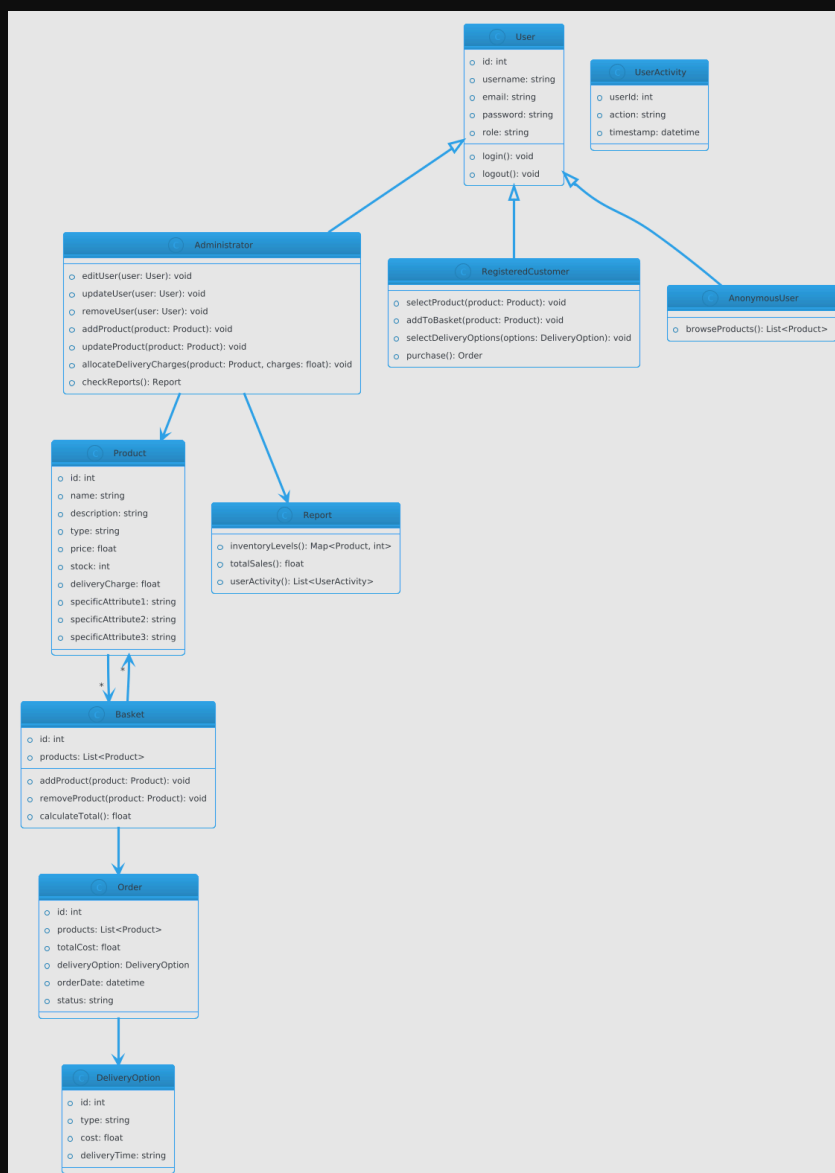 User
id: int
username: string
email: string
password: string
role: string
login(): void
logout(): void
UserActivity
userId: int
action: string
timestamp: datetime
Administrator
editUser(user: User): void
updateUser(user: User): void
removeUser(user: User): void
addProduct(product: Product): void
updateProduct(product: Product): void
allocateDeliveryCharges(product: Product, charges: float): void
checkReports(): Report
RegisteredCustomer
selectProduct(product: Product): void
addToBasket(product: Product): void
selectDeliveryOptions(options: DeliveryOption): void
purchase(): Order
AnonymousUser
browseProducts(): List<Product>
Product
id: int
name: string
description: string
type: string
price: float
stock: int
deliveryCharge: float
specificAttribute1: string
specificAttribute2: string
specificAttribute3: string
Report
inventoryLevels(): Map<Product, int>
totalSales(): float
userActivity(): List<UserActivity>
*
*
Basket
id: int
products: List<Product>
addProduct(product: Product): void
removeProduct(product: Product): void
calculateTotal(): float
Order
id: int
products: List<Product>
totalCost: float
deliveryOption: DeliveryOption
orderDate: datetime
status: string
DeliveryOption
id: int
type: string
cost: float
deliveryTime: string